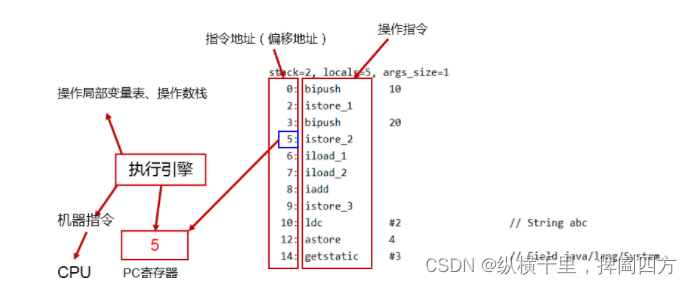 操作指令
指令地址（偏移地址）
stack=2, locals=5, args_size=1
操作局部变量表、操作数栈
0: bipush 10
2: istore_1
3: bipush 20
5: istore_2
6: iload_1
7: iload_2
8: iadd
9: istore_3
10: ldc #2 // String abc
12: astore 4
14: getstatic #3 // Field java/lang/System.
执行引擎
机器指令
5
CPU
PC寄存器
CSDN @纵横千里，捭阖四方